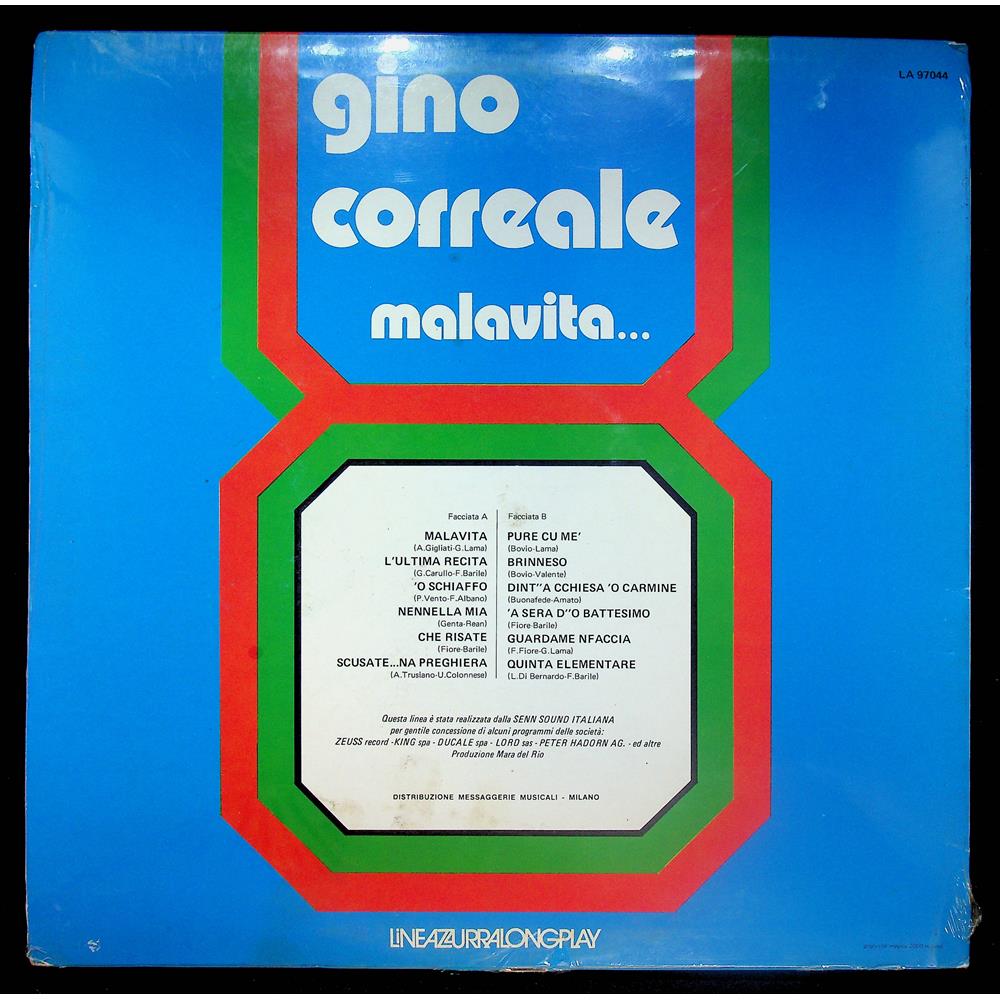 LA 97044
gino
correale
malavita...
Facciata A
MALAVITA
(A.Gigliati-G.Lama)
L'ULTIMA RECITA
(G.Carullo-F.Barile)
'O SCHIAFFO
(P.Vento-F.Albano)
NENNELLA MIA
(Genta-Rean)
CHE RISATE
(Fiore-Barile)
SCUSATE...NA PREGHIERA
(A.Trusiano-U.Colonnese)
Facciata B
PURE CU ME'
(Bovio-Lama)
BRINNESO
(Bovio-Valente)
DINT''A CCHIESA 'O CARMINE
(Buonafede-Amato)
'A SERA D''O BATTESIMO
(Fiore-Barile)
GUARDAME NFACCIA
(F.Fiore-G.Lama)
QUINTA ELEMENTARE
(L.Di Bernardo-F.Barile)
Questa linea è stata realizzata dalla SENN SOUND ITALIANA
per gentile concessione di alcuni programmi delle società:
ZEUSS record -KING spa - DUCALE spa - LORD sas - PETER HADORN AG. - ed altre
Produzione Mara del Rio
DISTRIBUZIONE MESSAGGERIE MUSICALI - MILANO
LINEAZZURRALONGPLAY